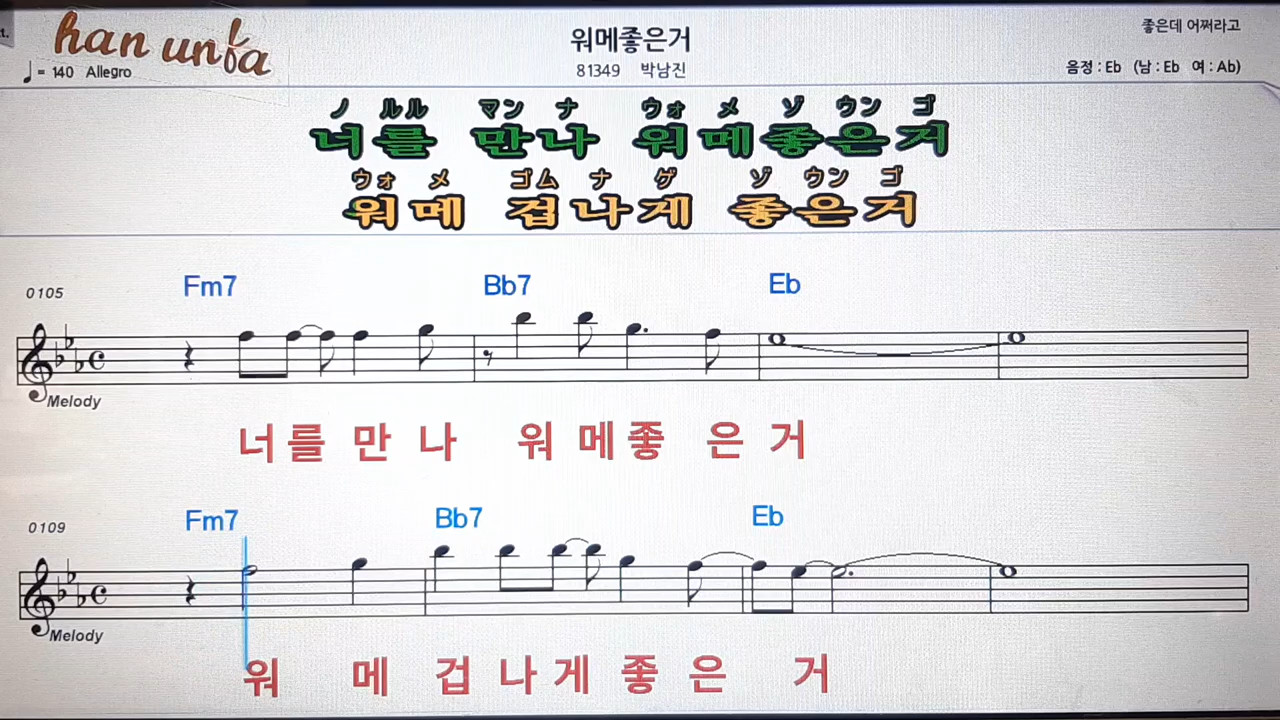 t.
han unfa
워메좋은거
좋은데 어쩌라고
♩ = 140 Allegro
81349 박남진
음정 : Eb (남 : Eb 여 : Ab)
ノ ルル マン ナ ウォ メ ゾ ウン ゴ
너를 만나 워메좋은거
ウォ メ ゴム ナ ゲ ゾ ウン ゴ
워메 겁나게 좋은거
0105 Fm7 Bb7 Eb
Melody
너를 만 나 워 메좋 은 거
0109 Fm7 Bb7 Eb
Melody
워 메 겁 나 게 좋 은 거